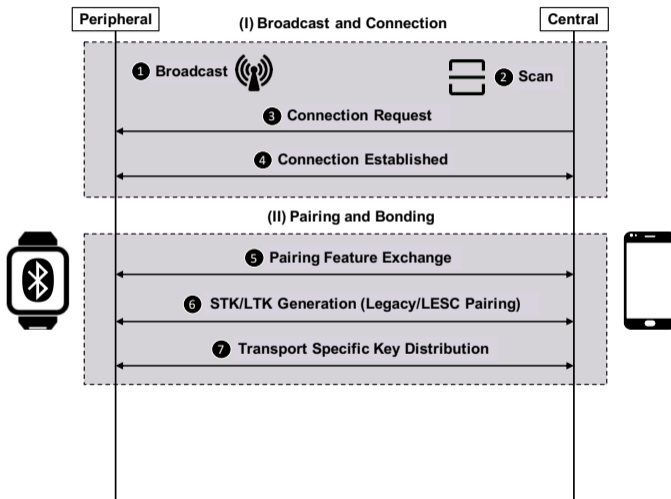 Peripheral
(I) Broadcast and Connection
Central
1 Broadcast
2 Scan
3 Connection Request
4 Connection Established
(II) Pairing and Bonding
5 Pairing Feature Exchange
6 STK/LTK Generation (Legacy/LESC Pairing)
7 Transport Specific Key Distribution